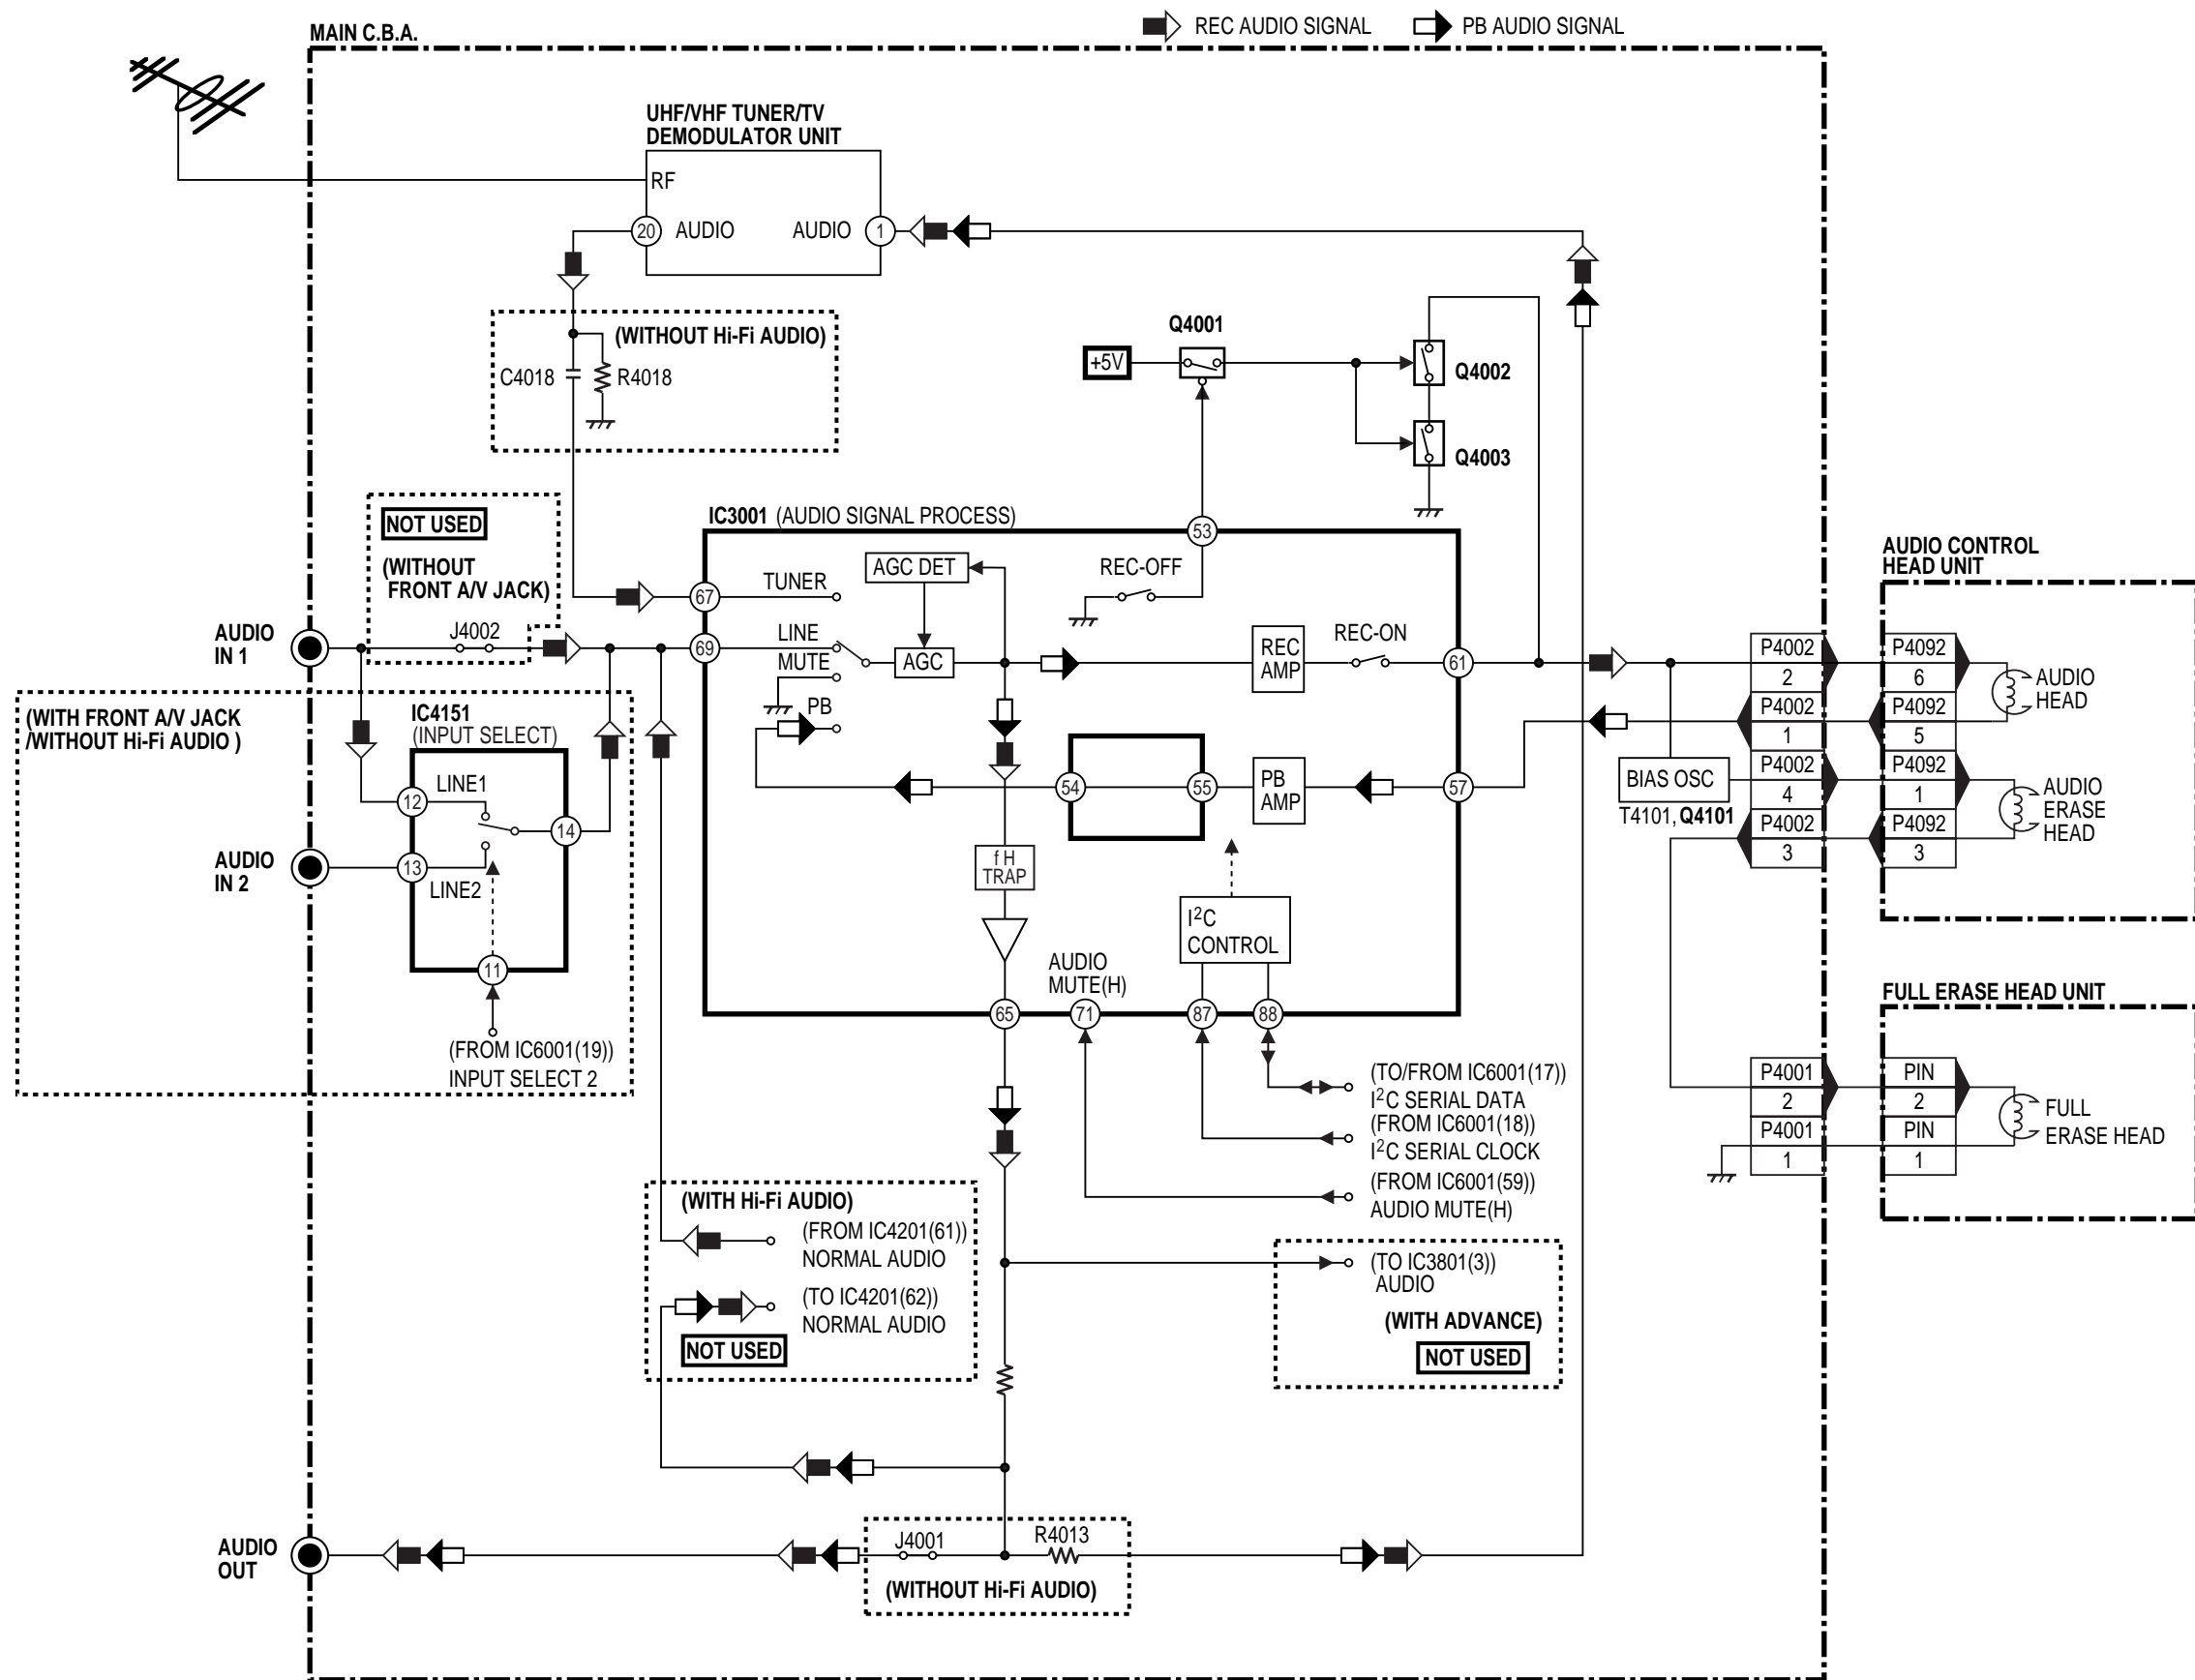 REC AUDIO SIGNAL
PB AUDIO SIGNAL
MAIN C.B.A.
UHF/VHF TUNER/TV
DEMODULATOR UNIT
RF
20
AUDIO
AUDIO
1
(WITHOUT Hi-Fi AUDIO)
C4018
R4018
Q4001
+5V
Q4002
Q4003
NOT USED
(WITHOUT
FRONT A/V JACK)
J4002
AUDIO
IN 1
IC3001 (AUDIO SIGNAL PROCESS)
53
AGC DET
REC-OFF
TUNER
67
LINE
69
MUTE
AGC
PB
REC
AMP
REC-ON
61
54
55
PB
AMP
57
f H
TRAP
I2C
CONTROL
AUDIO
MUTE(H)
65
71
87
88
(WITH FRONT A/V JACK
/WITHOUT Hi-Fi AUDIO )
IC4151
(INPUT SELECT)
LINE1
12
14
13
LINE2
11
AUDIO
IN 2
(FROM IC6001(19))
INPUT SELECT 2
AUDIO CONTROL
HEAD UNIT
P4002
2
P4092
6
AUDIO
HEAD
P4002
1
P4092
5
BIAS OSC
T4101, Q4101
P4002
4
P4092
1
AUDIO
ERASE
HEAD
P4002
3
P4092
3
FULL ERASE HEAD UNIT
P4001
2
PIN
2
FULL
ERASE HEAD
P4001
1
PIN
1
(TO/FROM IC6001(17))
I2C SERIAL DATA
(FROM IC6001(18))
I2C SERIAL CLOCK
(FROM IC6001(59))
AUDIO MUTE(H)
(WITH Hi-Fi AUDIO)
(FROM IC4201(61))
NORMAL AUDIO
(TO IC4201(62))
NORMAL AUDIO
NOT USED
(TO IC3801(3))
AUDIO
(WITH ADVANCE)
NOT USED
AUDIO
OUT
J4001
R4013
(WITHOUT Hi-Fi AUDIO)